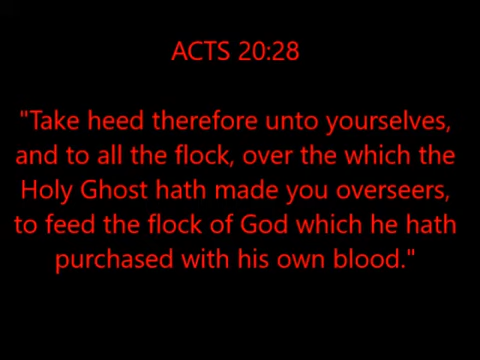 ACTS 20:28
"Take heed therefore unto yourselves,
and to all the flock, over the which the
Holy Ghost hath made you overseers,
to feed the flock of God which he hath
purchased with his own blood."